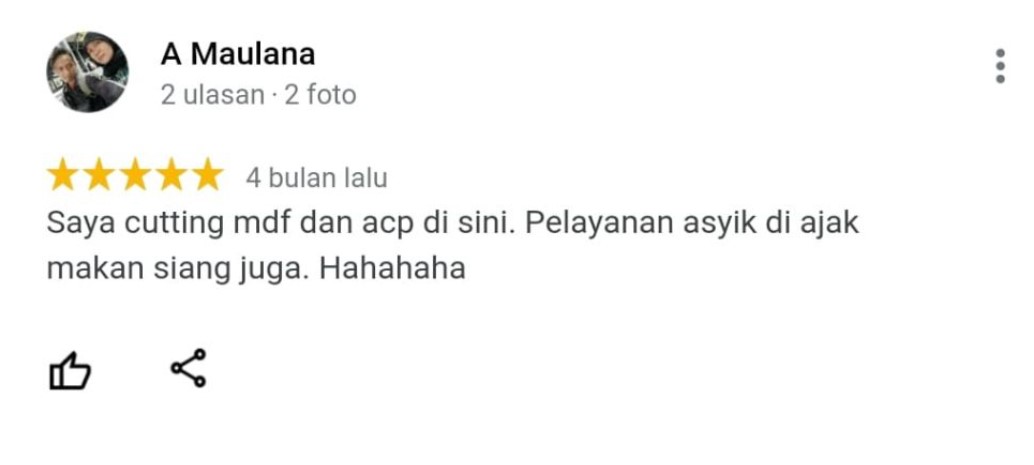 A Maulana
2 ulasan · 2 foto
4 bulan lalu
Saya cutting mdf dan acp di sini. Pelayanan asyik di ajak
makan siang juga. Hahahaha